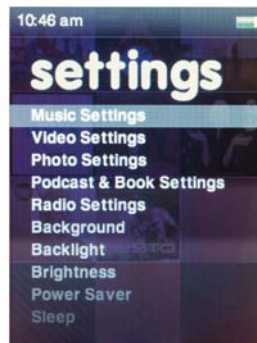 10:46 am
settings
Music Settings
Video Settings
Photo Settings
Podcast & Book Settings
Radio Settings
Background
Backlight
Brightness
Power Saver
Sleep